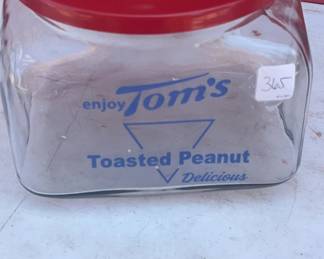 enjoy Tom's
365
Toasted Peanut
Delicious